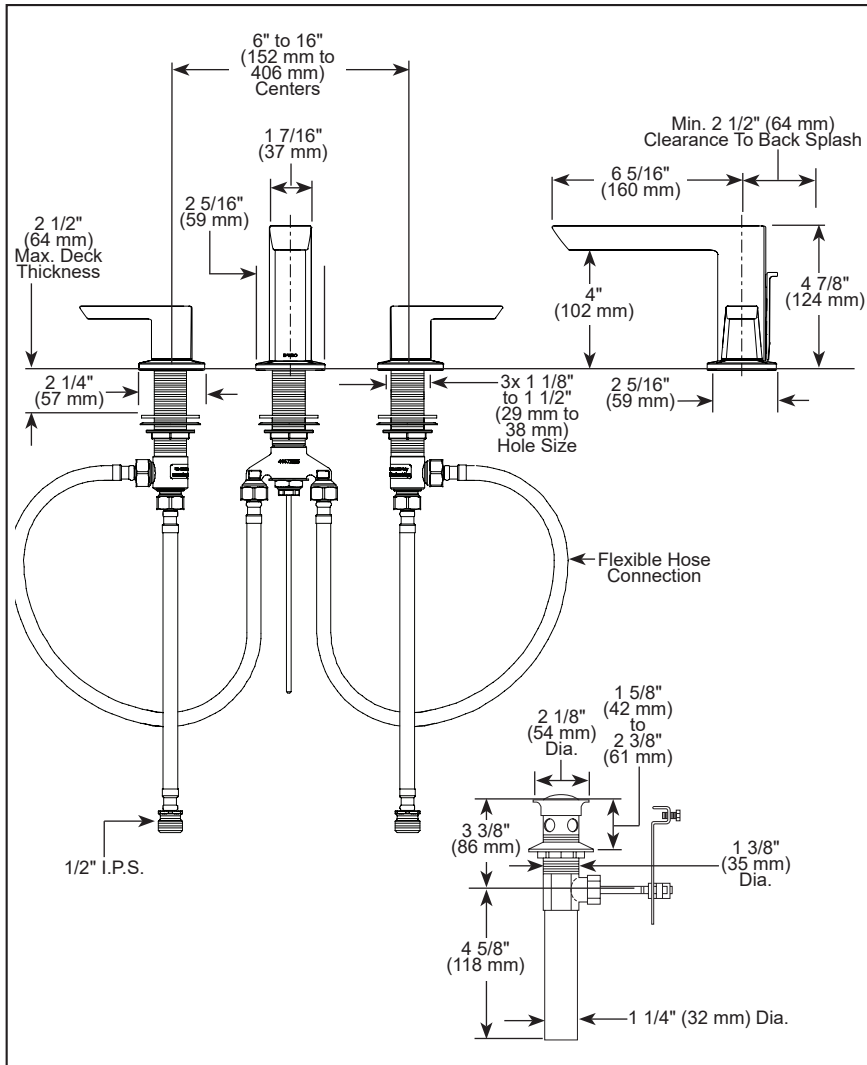 6" to 16"
(152 mm to
406 mm)
Centers
1 7/16"
(37 mm)
2 5/16"
(59 mm)
2 1/2"
(64 mm)
Max. Deck
Thickness
Min. 2 1/2" (64 mm)
Clearance To Back Splash
6 5/16"
(160 mm)
4"
(102 mm)
4 7/8"
(124 mm)
2 1/4"
(57 mm)
3x 1 1/8"
to 1 1/2"
(29 mm to
38 mm)
Hole Size
2 5/16"
(59 mm)
Flexible Hose
Connection
1/2" I.P.S.
2 1/8"
(54 mm)
Dia.
1 5/8"
(42 mm)
to
2 3/8"
(61 mm)
3 3/8"
(86 mm)
1 3/8"
(35 mm)
Dia.
4 5/8"
(118 mm)
1 1/4" (32 mm) Dia.